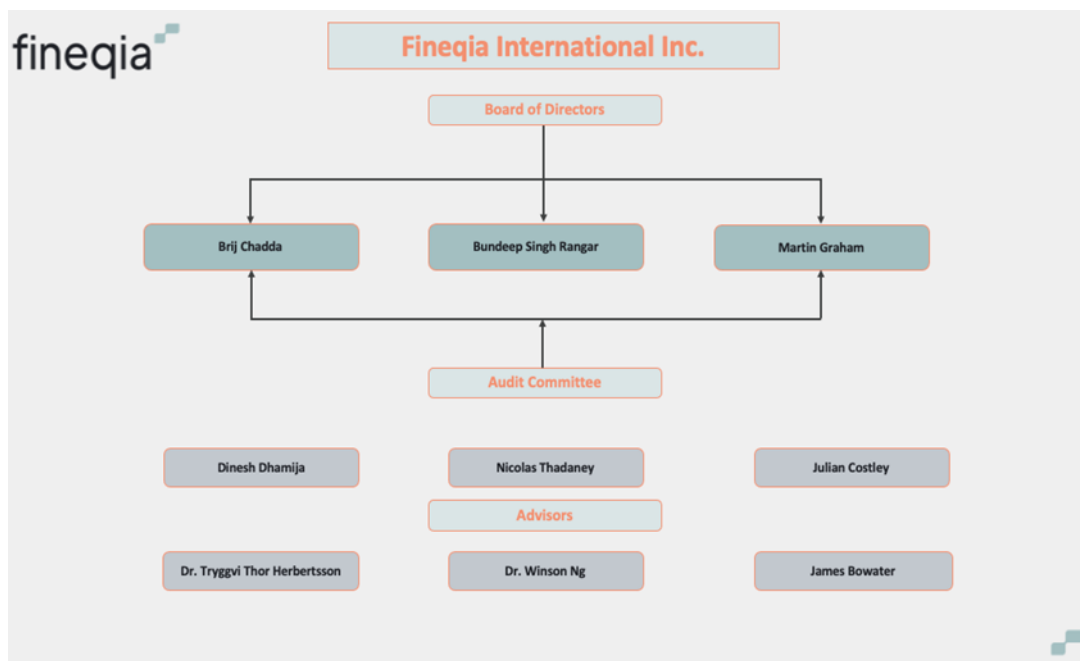 fineqia
Fineqia International Inc.
Board of Directors
Brij Chadda
Bundeep Singh Rangar
Martin Graham
Audit Committee
Dinesh Dhamija
Nicolas Thadaney
Julian Costley
Advisors
Dr. Tryggvi Thor Herbertsson
Dr. Winson Ng
James Bowater